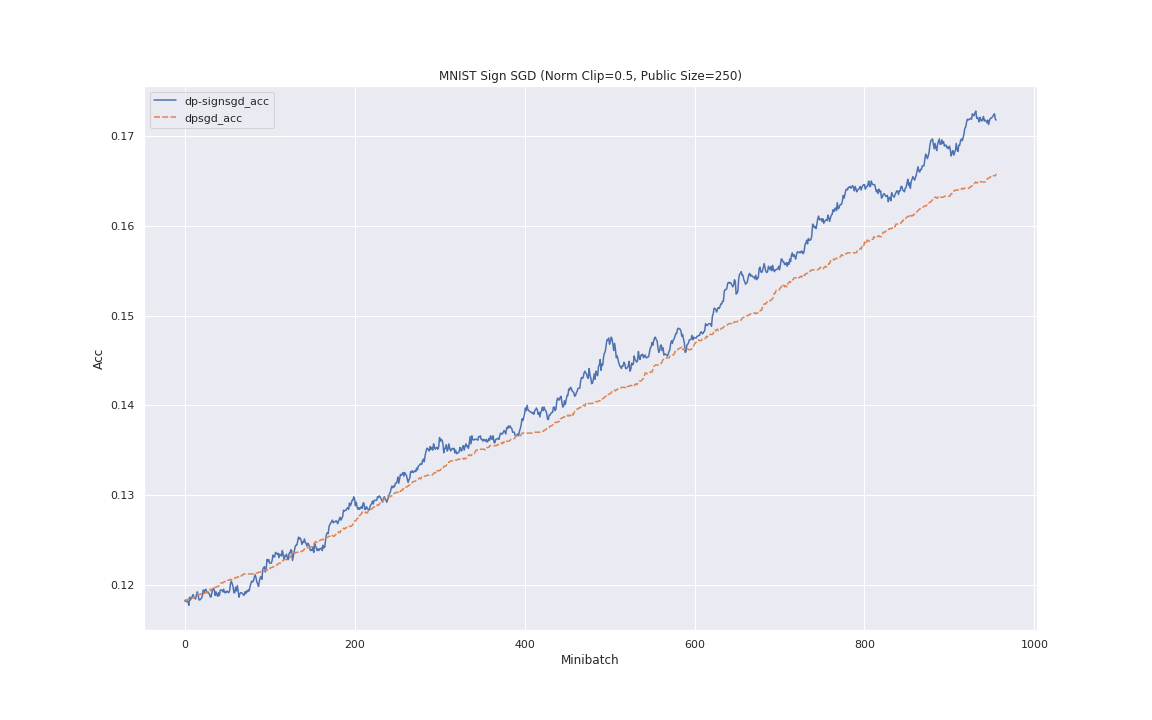 MNIST Sign SGD (Norm Clip=0.5, Public Size=250)
dp-signsgd_acc
dpsgd_acc
0.17
0.16
0.15
0.14
0.13
0.12
Acc
0 200 400 600 800 1000
Minibatch